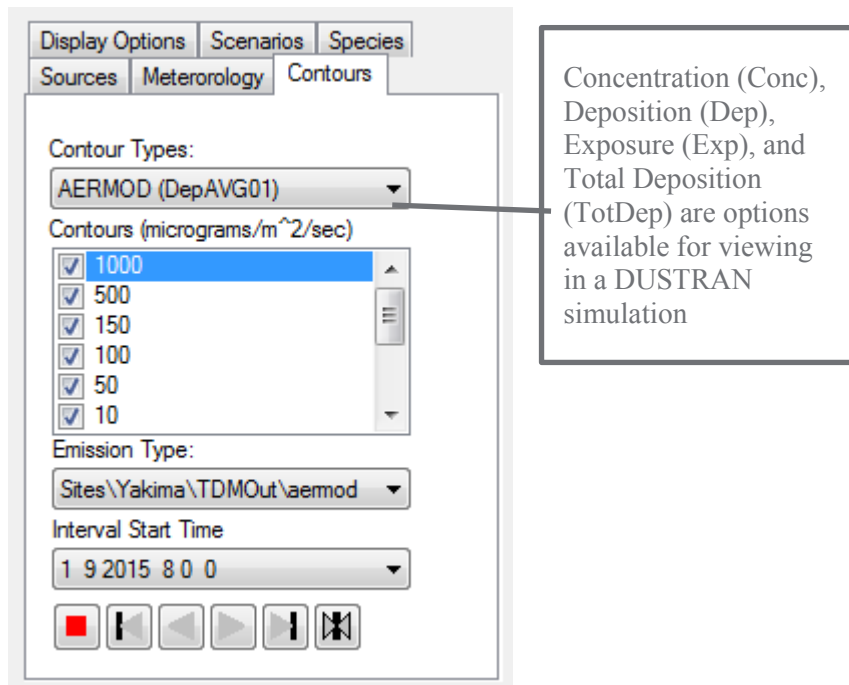 Display Options Scenarios Species
Sources Meterorology Contours
Contour Types:
AERMOD (DepAVG01)
Contours (micrograms/m^2/sec)
1000
500
150
100
50
10
Emission Type:
Sites\Yakima\TDMOut\aermod
Interval Start Time
1 9 2015 8 0 0
Concentration (Conc),
Deposition (Dep),
Exposure (Exp), and
Total Deposition
(TotDep) are options
available for viewing
in a DUSTRAN
simulation